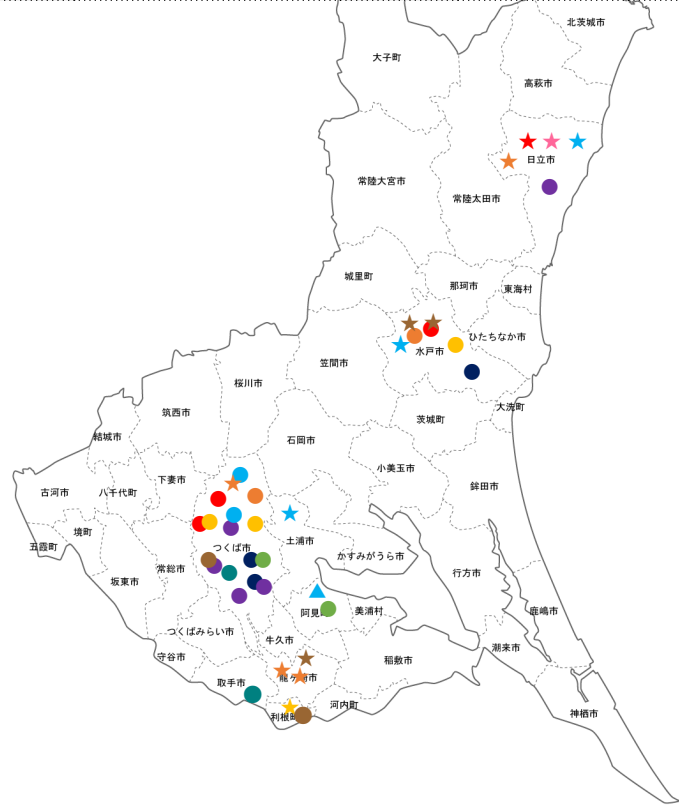 北茨城市
大子町
高萩市
日立市
常陸大宮市
常陸太田市
城里町
那珂市
東海村
ひたちなか市
水戸市
笠間市
桜川市
筑西市
茨城町
大洗町
結城市
石岡市
小美玉市
下妻市
鉾田市
古河市
八千代町
境町
土浦市
五霞町
つくば市
かすみがうら市
常総市
行方市
坂東市
阿見
美浦村
鹿嶋市
つくばみらい市
牛久市
潮来市
守谷市
稲敷市
龍ケ崎市
取手市
河内町
利根町
神栖市